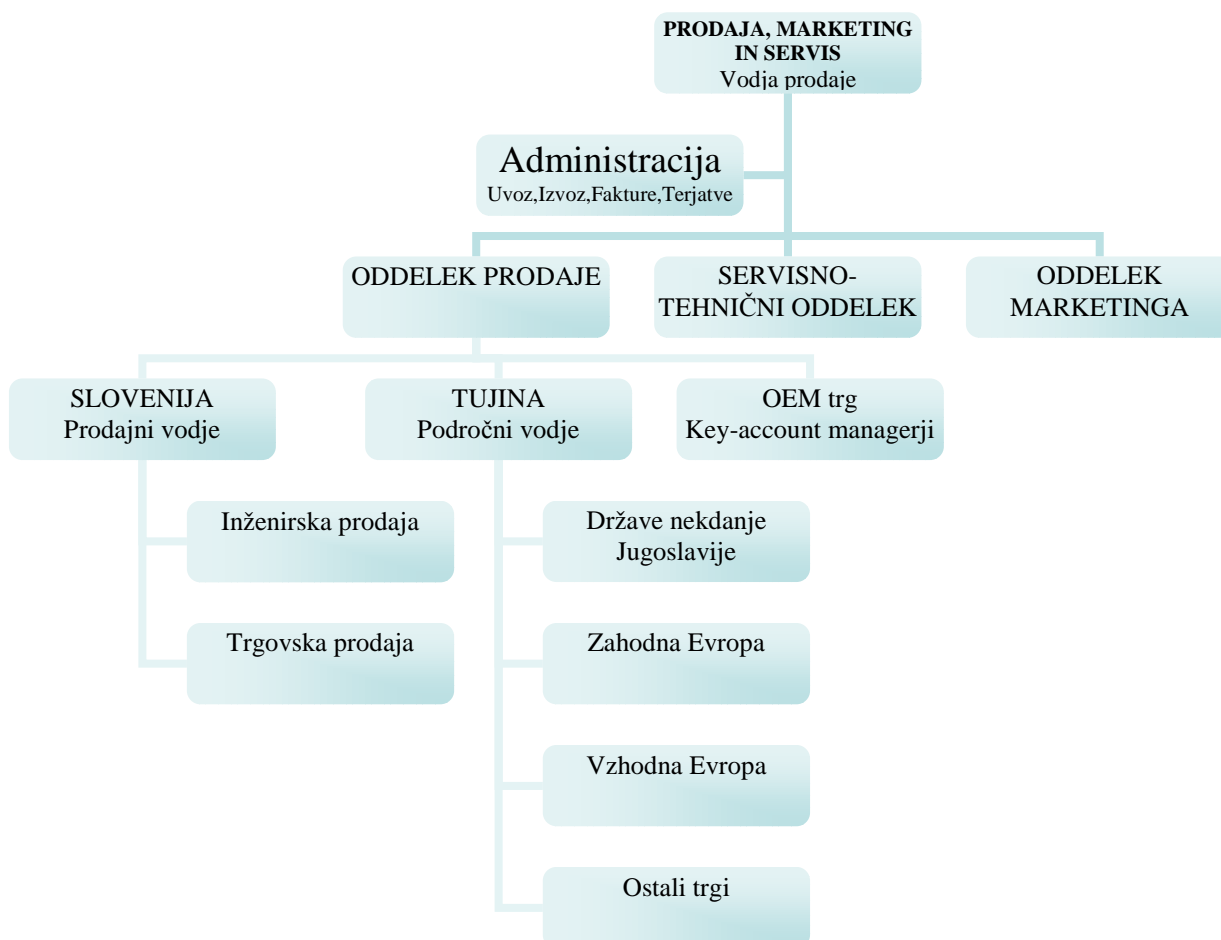 PRODAJA, MARKETING
IN SERVIS
Vodja prodaje
Administracija
Uvoz,Izvoz,Fakture,Terjatve
ODDELEK PRODAJE
SERVISNO-
TEHNIČNI ODDELEK
ODDELEK
MARKETINGA
SLOVENIJA
Prodajni vodje
TUJINA
Področni vodje
OEM trg
Key-account managerji
Inženirska prodaja
Trgovska prodaja
Države nekdanje
Jugoslavije
Zahodna Evropa
Vzhodna Evropa
Ostali trgi